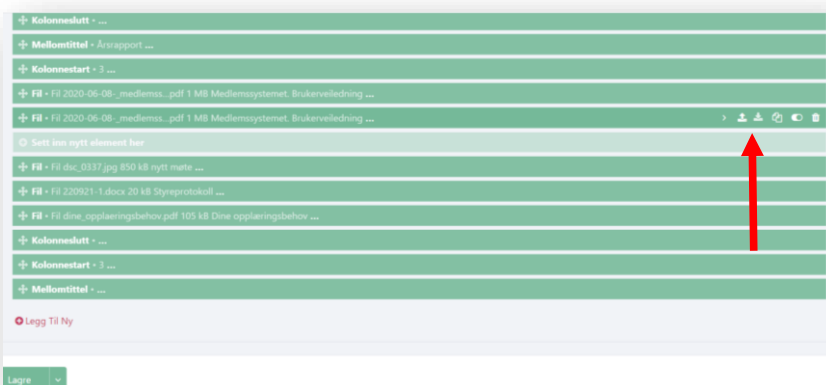 Kolonneslutt - ...
Mellomtittel - Årsrapport ...
Kolonnestart - 3 ...
Fil - Fil 2020-06-08-_medlemss...pdf 1 MB Medlemssystemet. Brukerveiledning ...
Fil - Fil 2020-06-08-_medlemss...pdf 1 MB Medlemssystemet. Brukerveiledning ...
Sett inn nytt element her
Fil - Fil dsc_0337.jpg 850 kB nytt møte ...
Fil - Fil 220921-1.docx 20 kB Styreprotokoll ...
Fil - Fil dine_opplaeringsbehov.pdf 105 kB Dine opplæringsbehov ...
Kolonneslutt - ...
Kolonnestart - 3 ...
Mellomtittel - ...
Legg Til Ny
Lagre